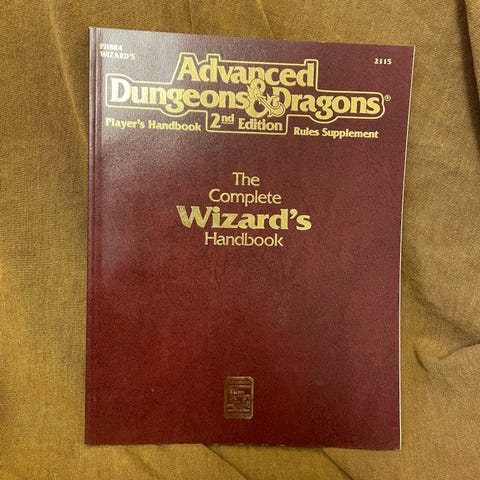 PHBR4
WIZARD'S
2115
Advanced
Dungeons & Dragons®
Player's Handbook 2nd Edition Rules Supplement
The
Complete
Wizard's
Handbook